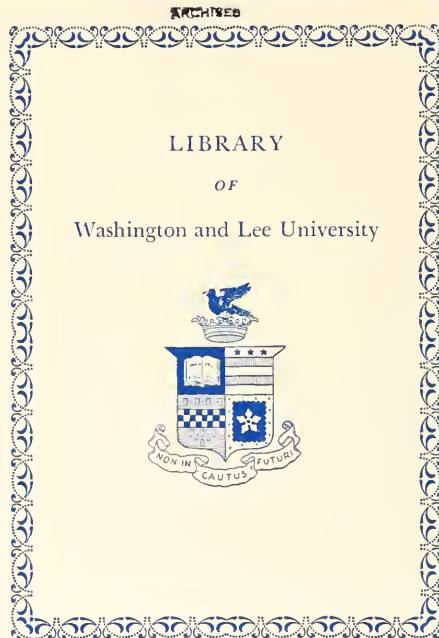 ARCHIVES
LIBRARY
OF
Washington and Lee University
NON IN
CAUTUS
FUTURI